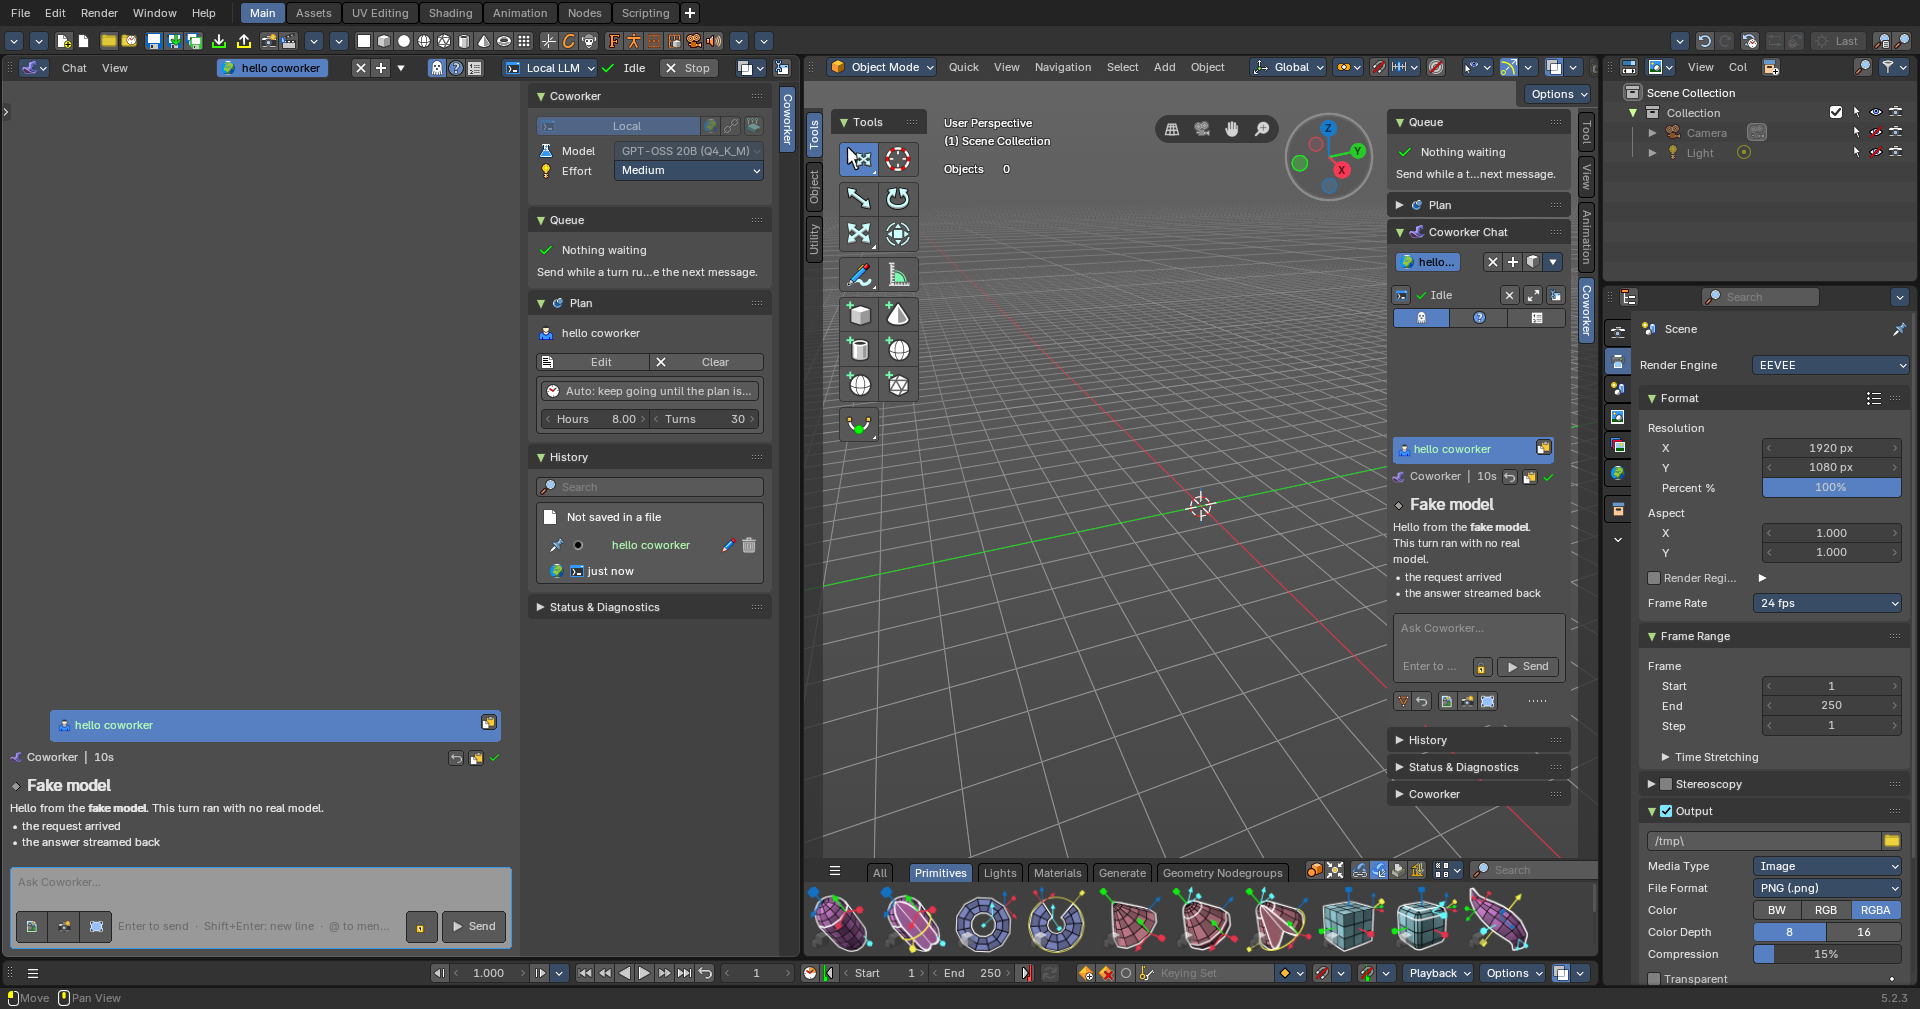 File Edit Render Window Help Main Assets UV Editing Shading Animation Nodes Scripting
Last
Chat View hello coworker Local LLM Idle Stop
Coworker
Local
Model GPT-OSS 20B (Q4_K_M)
Effort Medium
Queue
Nothing waiting
Send while a turn ru...e the next message.
Plan
hello coworker
Edit Clear
Auto: keep going until the plan is...
Hours 8.00 Turns 30
History
Search
Not saved in a file
hello coworker
just now
Status & Diagnostics
Coworker
hello coworker
Coworker | 10s
Fake model
Hello from the fake model. This turn ran with no real model.
• the request arrived
• the answer streamed back
Ask Coworker...
Enter to send · Shift+Enter: new line · @ to men...
Send
Object Mode Quick View Navigation Select Add Object Global
Options
Tools
Object
Utility
Tools
User Perspective
(1) Scene Collection
Objects 0
Z
Y
X
Queue
Nothing waiting
Send while a t...next message.
Plan
Coworker Chat
hello...
Idle
hello coworker
Coworker | 10s
Fake model
Hello from the fake model.
This turn ran with no real
model.
• the request arrived
• the answer streamed back
Ask Coworker...
Enter to ... Send
History
Status & Diagnostics
Coworker
Tool
View
Animation
Coworker
All Primitives Lights Materials Generate Geometry Nodegroups Search
1.000 1 Start 1 End 250 Keying Set Playback Options
View Col
Scene Collection
Collection
Camera
Light
Search
Scene
Render Engine EEVEE
Format
Resolution
X 1920 px
Y 1080 px
Percent % 100%
Aspect
X 1.000
Y 1.000
Render Regi...
Frame Rate 24 fps
Frame Range
Frame
Start 1
End 250
Step 1
Time Stretching
Stereoscopy
Output
/tmp\
Media Type Image
File Format PNG (.png)
Color BW RGB RGBA
Color Depth 8 16
Compression 15%
Transparent
Move Pan View 5.2.3